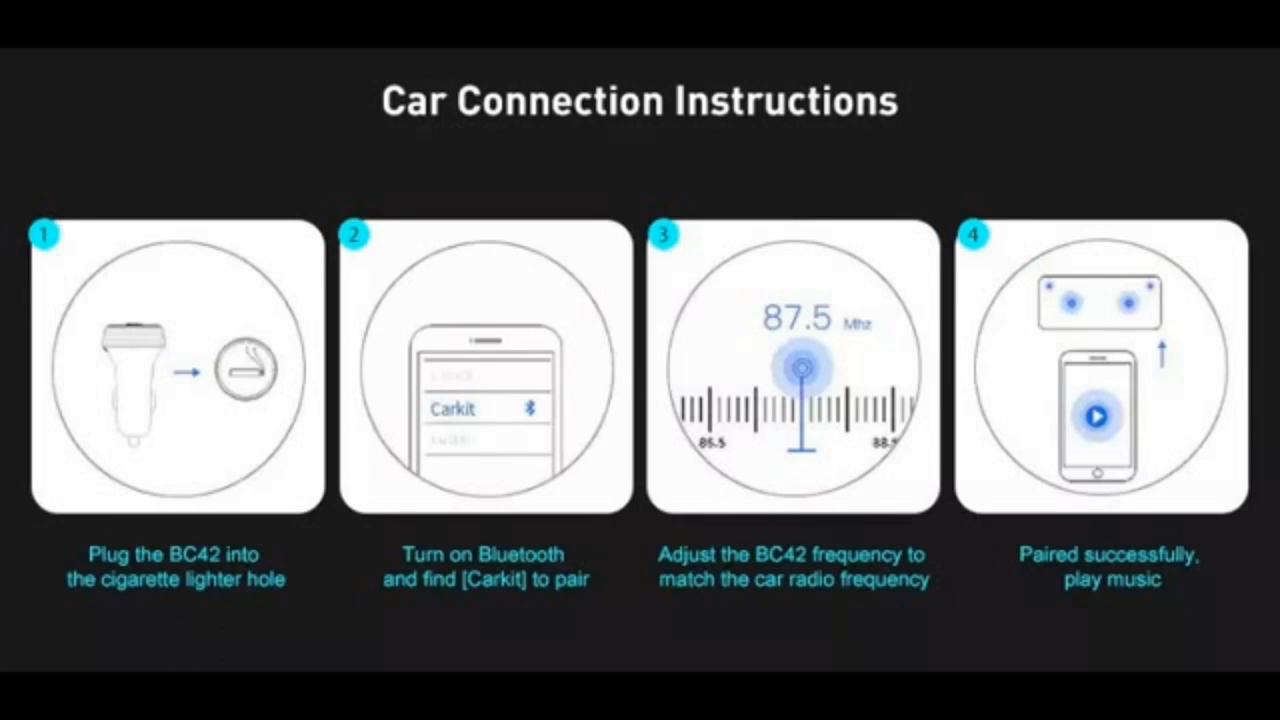 Car Connection Instructions
1
2
3
4
87.5 Mhz
Carkit
86.5
Plug the BC42 into
the cigarette lighter hole
Turn on Bluetooth
and find [Carkit] to pair
Adjust the BC42 frequency to
match the car radio frequency
Paired successfully,
play music